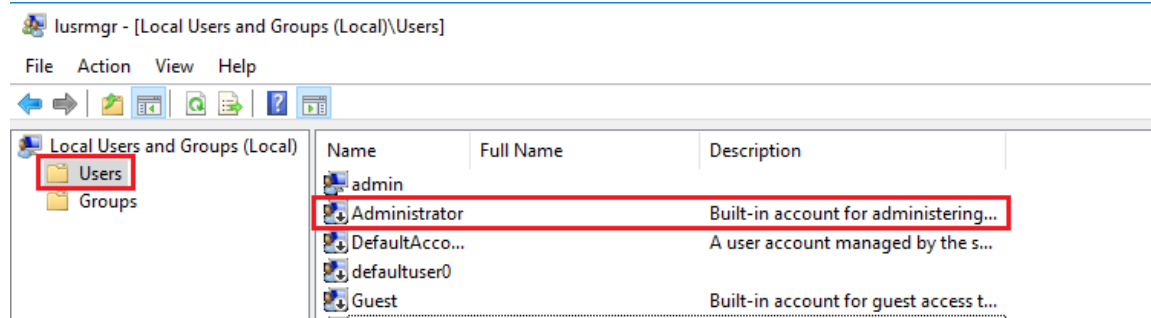 lusrmgr - [Local Users and Groups (Local)\Users]
File Action View Help
Local Users and Groups (Local)
Users
Groups
Name Full Name Description
admin
Administrator Built-in account for administering...
DefaultAcco... A user account managed by the s...
defaultuser0
Guest Built-in account for guest access t...